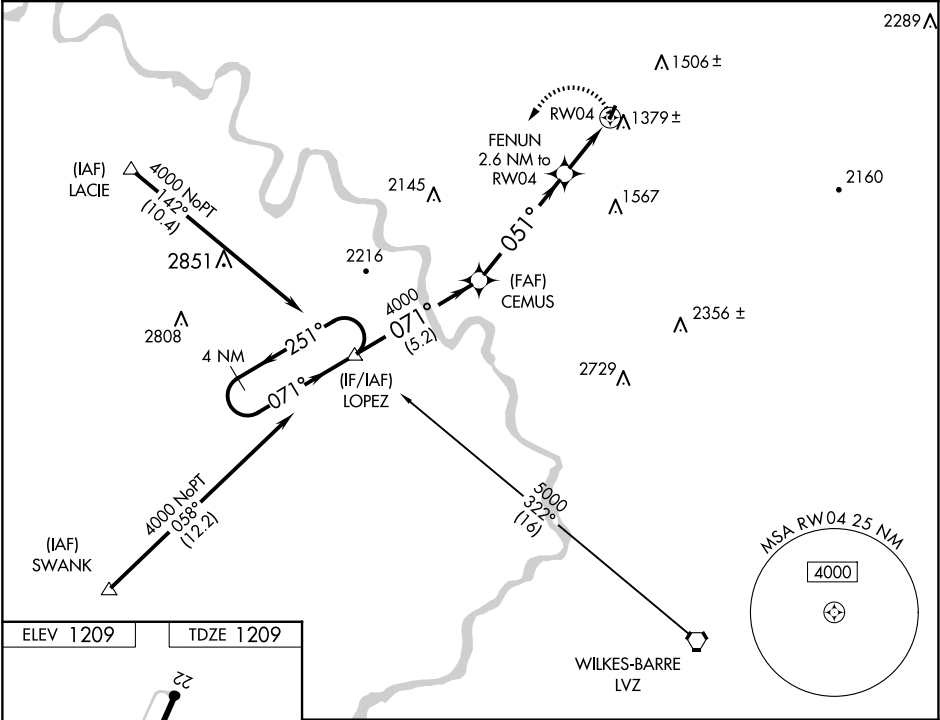 2289
1506 ±
RW04
1379 ±
FENUN
2.6 NM to
RW04
(IAF)
LACIE
4000 NoPT
142°
(10.4)
2145
1567
2160
051°
2851
2216
(FAF)
CEMUS
4000
071°
(5.2)
2808
251°
2356 ±
4 NM
071°
(IF/IAF)
LOPEZ
2729
4000 NoPT
058°
(12.2)
5000
322°
(16)
(IAF)
SWANK
MSA RW04 25 NM
4000
ELEV 1209
TDZE 1209
WILKES-BARRE
LVZ
22